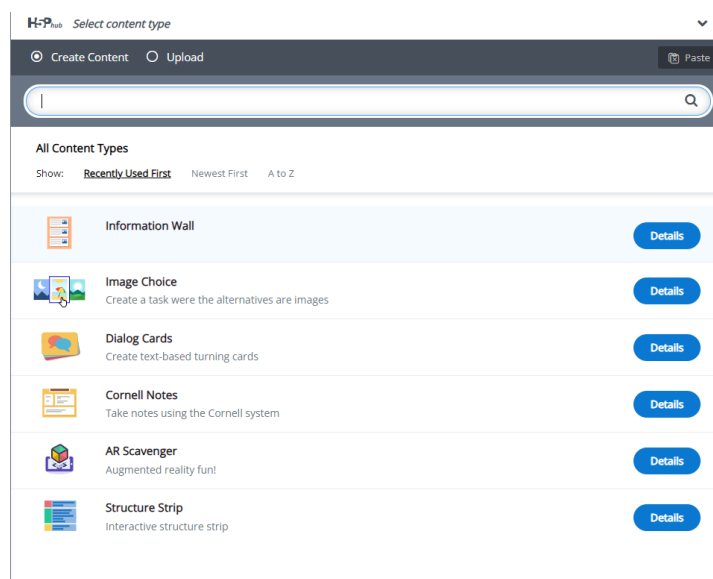 H5P hub Select content type
Create Content Upload Paste
All Content Types
Show: Recently Used First Newest First A to Z
Information Wall
Details
Image Choice
Create a task were the alternatives are images
Details
Dialog Cards
Create text-based turning cards
Details
Cornell Notes
Take notes using the Cornell system
Details
AR Scavenger
Augmented reality fun!
Details
Structure Strip
Interactive structure strip
Details